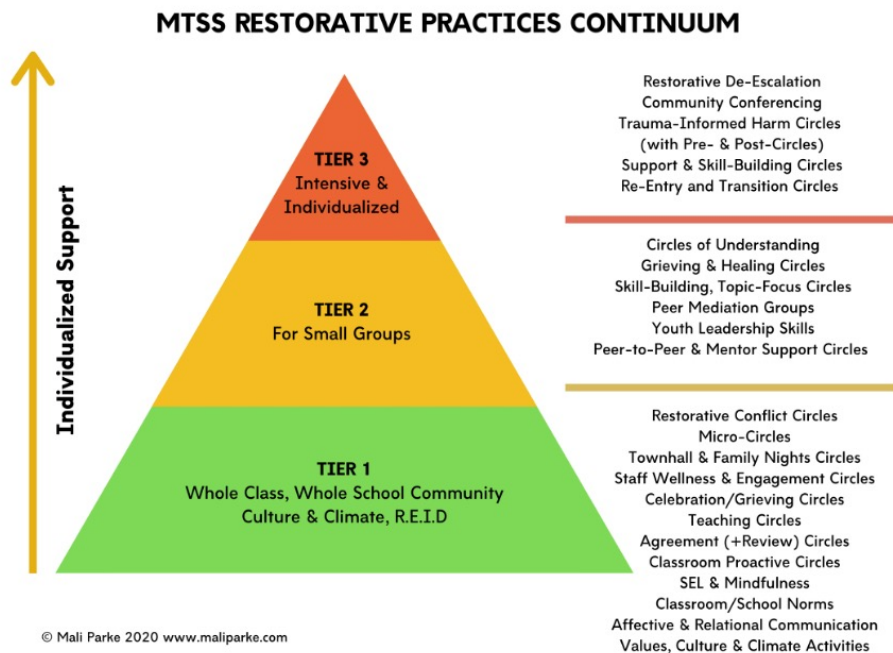 MTSS RESTORATIVE PRACTICES CONTINUUM
Individualized Support
TIER 3
Intensive &
Individualized
Restorative De-Escalation
Community Conferencing
Trauma-Informed Harm Circles
(with Pre- & Post-Circles)
Support & Skill-Building Circles
Re-Entry and Transition Circles
TIER 2
For Small Groups
Circles of Understanding
Grieving & Healing Circles
Skill-Building, Topic-Focus Circles
Peer Mediation Groups
Youth Leadership Skills
Peer-to-Peer & Mentor Support Circles
TIER 1
Whole Class, Whole School Community
Culture & Climate, R.E.I.D
Restorative Conflict Circles
Micro-Circles
Townhall & Family Nights Circles
Staff Wellness & Engagement Circles
Celebration/Grieving Circles
Teaching Circles
Agreement (+Review) Circles
Classroom Proactive Circles
SEL & Mindfulness
Classroom/School Norms
Affective & Relational Communication
Values, Culture & Climate Activities
© Mali Parke 2020 www.maliparke.com